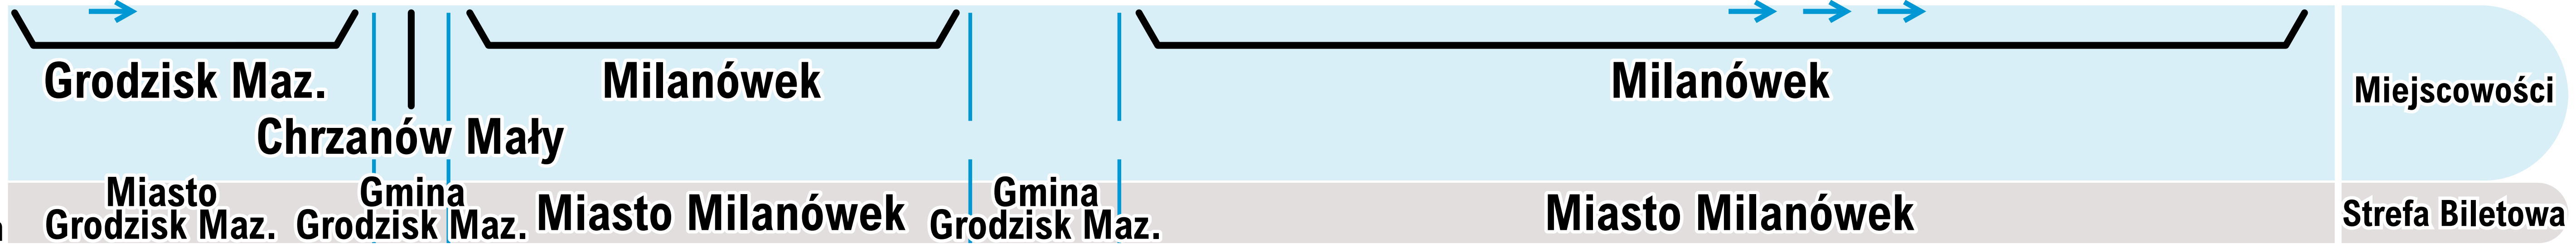 Grodzisk Maz.
Milanówek
Milanówek
Miejscowości
Chrzanów Mały
Miasto
Grodzisk Maz.
Gmina
Grodzisk Maz.
Miasto Milanówek
Gmina
Grodzisk Maz.
Miasto Milanówek
Strefa Biletowa